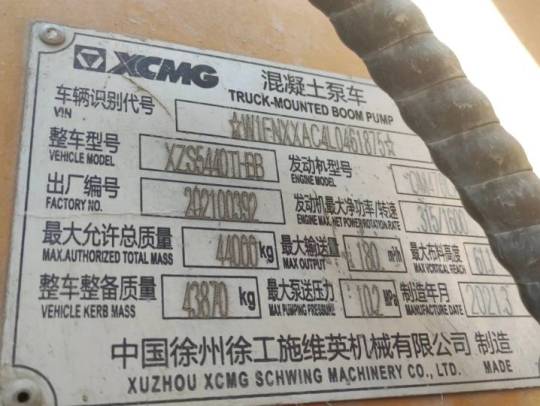 XCMG 混凝土泵车
TRUCK-MOUNTED BOOM PUMP
车辆识别代号
VIN
整车型号 XZS5440THBB 发动机型号
VEHICLE MODEL ENGINE MODEL
出厂编号 202100392 发动机最大净功率/转速 315/1600
FACTORY NO. ENGINE MAX. NET POWER/ROTATION RATE
最大允许总质量 44000 kg 最大输送量 180 m³/h 最大布料高度
MAX.AUTHORIZED TOTAL MASS MAX OUTPUT MAX VORTICAL REACH
整车整备质量 43870 kg 最大泵送压力 MPa 制造年月 2021.3
VEHICLE KERB MASS MAX PUMPING PRESSURE MANUFACTURE DATE
中国徐州徐工施维英机械有限公司 制造
XUZHOU XCMG SCHWING MACHINERY CO., LTD. MADE